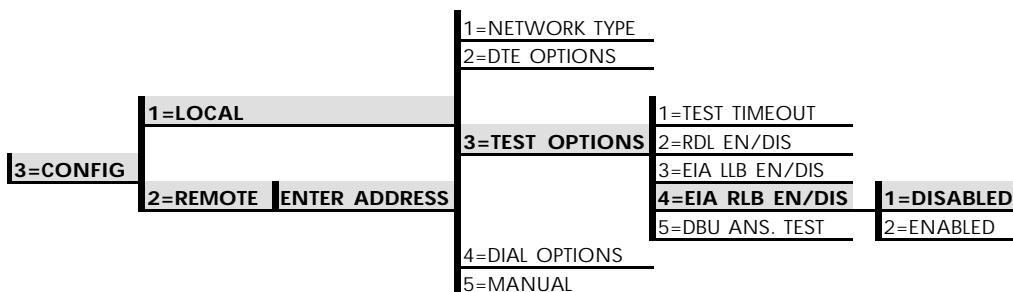 1=NETWORK TYPE
2=DTE OPTIONS
1=LOCAL
1=TEST TIMEOUT
3=TEST OPTIONS
2=RDL EN/DIS
3=CONFIG
3=EIA LLB EN/DIS
2=REMOTE
ENTER ADDRESS
4=EIA RLB EN/DIS
1=DISABLED
5=DBU ANS. TEST
2=ENABLED
4=DIAL OPTIONS
5=MANUAL